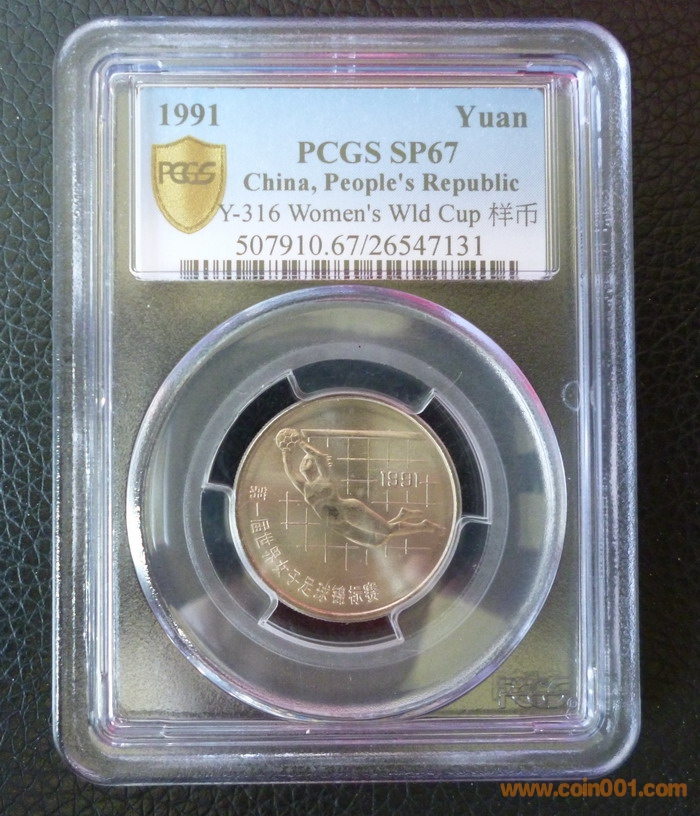 1991 Yuan
PCGS PCGS SP67
China, People's Republic
Y-316 Women's Wld Cup 样币
507910.67/26547131
1991
第一届世界女子足球锦标赛
PCGS
www.coin001.com